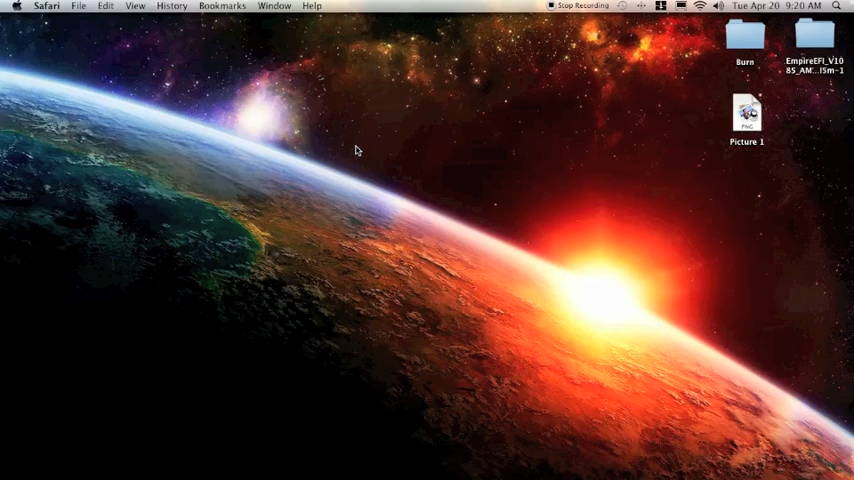 Safari File Edit View History Bookmarks Window Help Stop Recording Tue Apr 20 9:20 AM
Burn
EmpireEFI_V10
85_AM...I5m-1
PNG
Picture 1